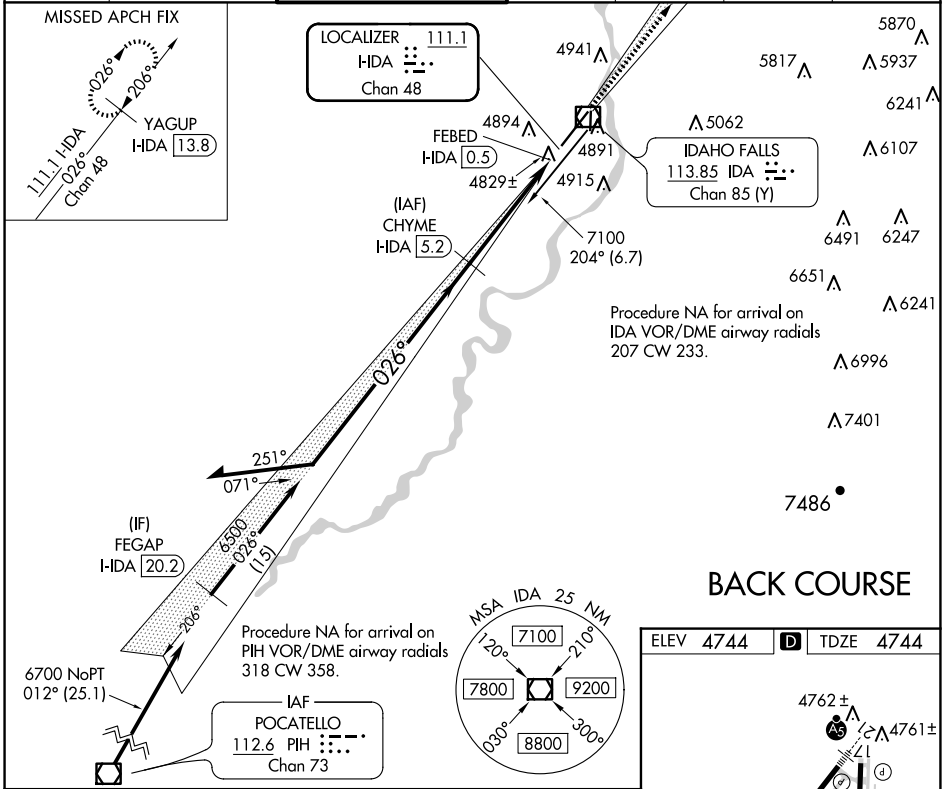 MISSED APCH FIX
026°
206°
YAGUP
I-IDA 13.8
111.1 I-IDA
026°
Chan 48
LOCALIZER 111.1
I-IDA
Chan 48
4941
5817
5870
5937
6241
4894
5062
6107
FEBED
I-IDA 0.5
4829±
4891
4915
IDAHO FALLS
113.85 IDA
Chan 85 (Y)
(IAF)
CHYME
I-IDA 5.2
7100
204° (6.7)
6491
6247
6651
6241
Procedure NA for arrival on
IDA VOR/DME airway radials
207 CW 233.
6996
7401
7486
026°
251°
071°
(IF)
FEGAP
I-IDA 20.2
6500
026°
(15)
206°
BACK COURSE
Procedure NA for arrival on
PIH VOR/DME airway radials
318 CW 358.
6700 NoPT
012° (25.1)
IAF
POCATELLO
112.6 PIH
Chan 73
MSA IDA 25 NM
120°
7100
210°
7800
9200
030°
8800
300°
ELEV 4744 D TDZE 4744
4762±
A5
4761±
21
17
P
P